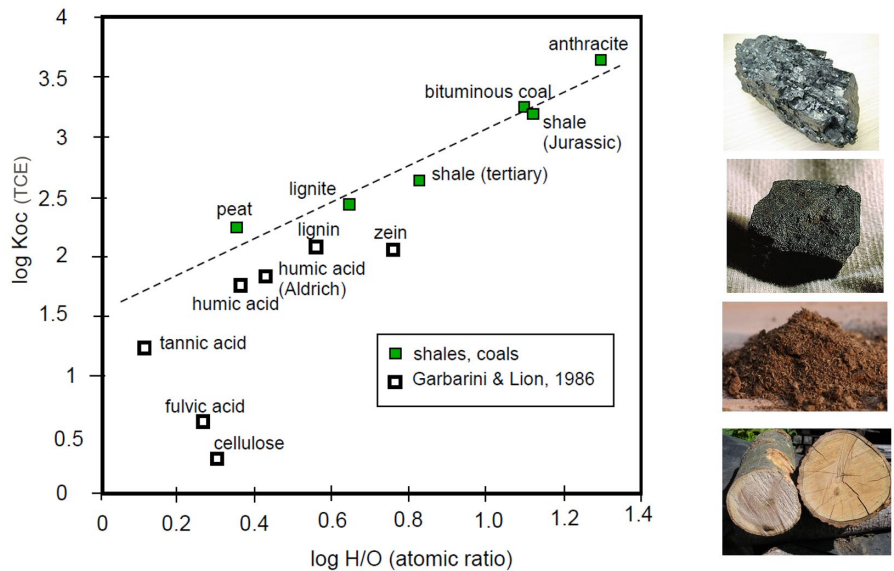 4
3.5
3
2.5
2
1.5
1
0.5
0
log Koc (TCE)
anthracite
bituminous coal
shale
(Jurassic)
shale (tertiary)
lignite
peat
lignin
zein
humic acid
(Aldrich)
humic acid
tannic acid
fulvic acid
cellulose
shales, coals
Garbarini & Lion, 1986
0
0.2
0.4
0.6
0.8
1.0
1.2
1.4
log H/O (atomic ratio)